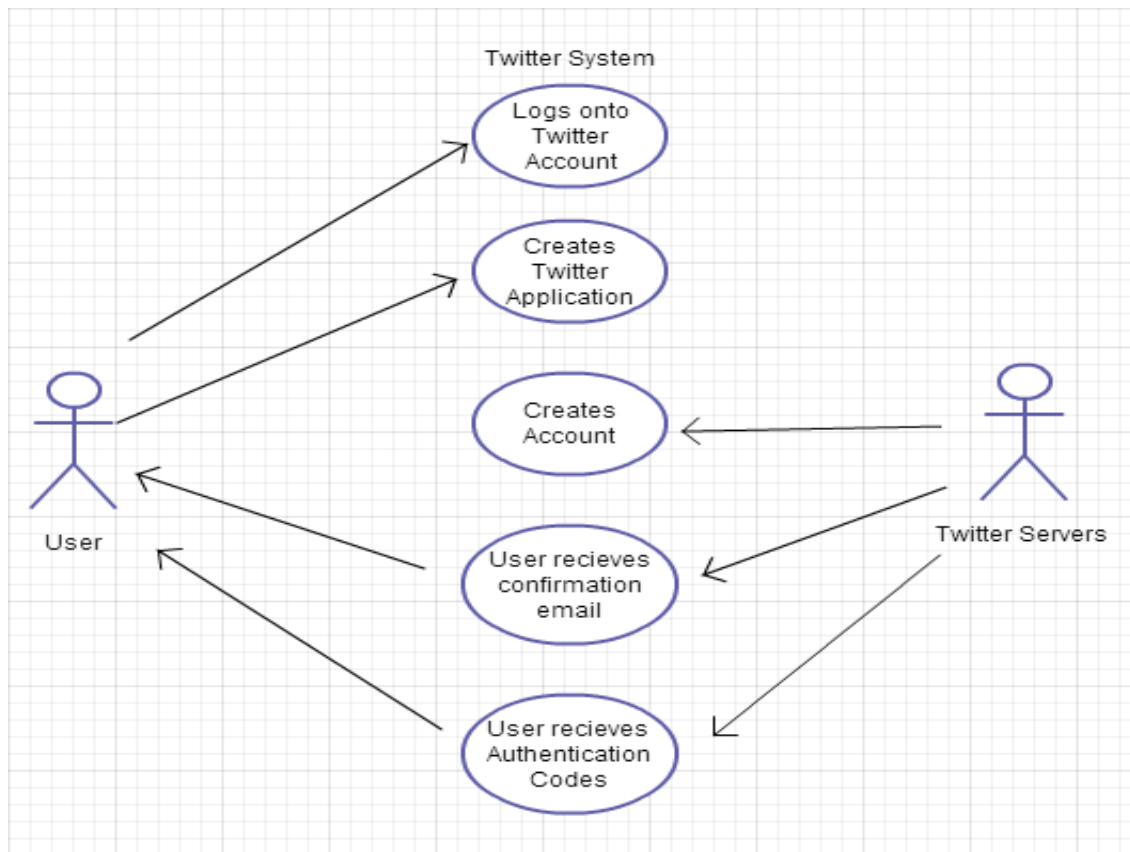 Twitter System
Logs onto
Twitter
Account
Creates
Twitter
Application
Creates
Account
User
Twitter Servers
User recieves
confirmation
email
User recieves
Authentication
Codes